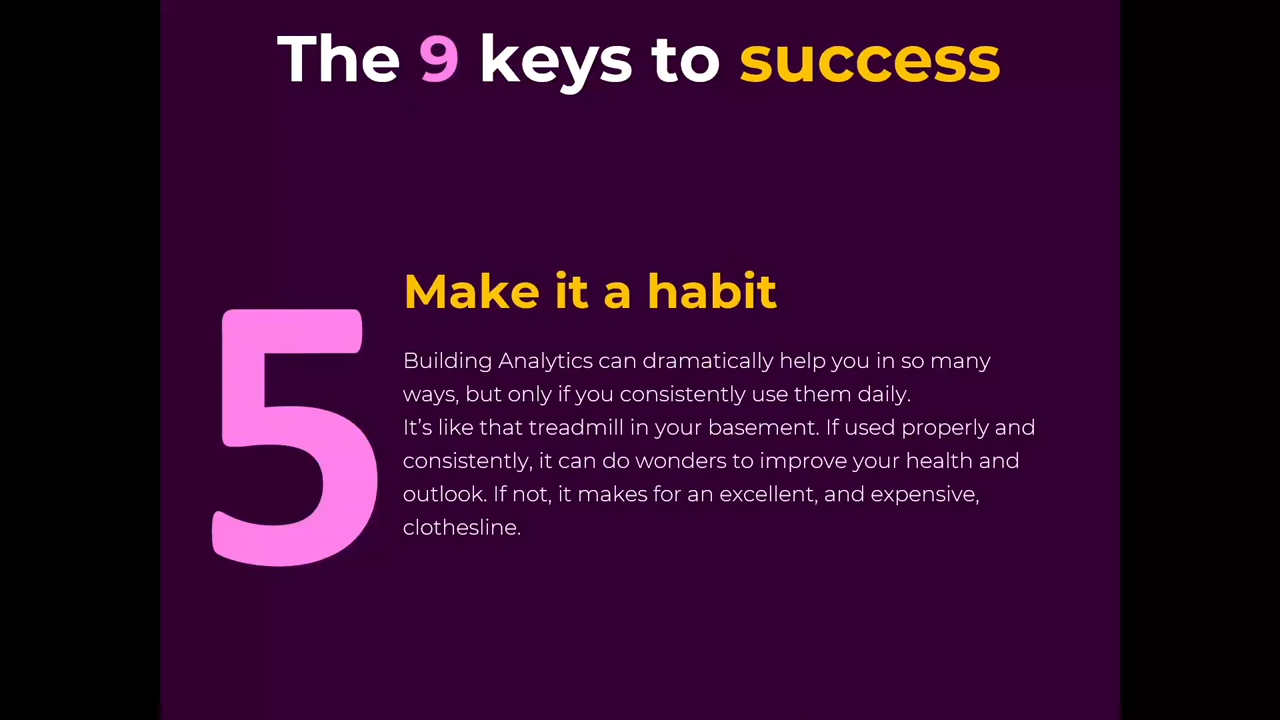 The 9 keys to success
5
Make it a habit
Building Analytics can dramatically help you in so many
ways, but only if you consistently use them daily.
It’s like that treadmill in your basement. If used properly and
consistently, it can do wonders to improve your health and
outlook. If not, it makes for an excellent, and expensive,
clothesline.